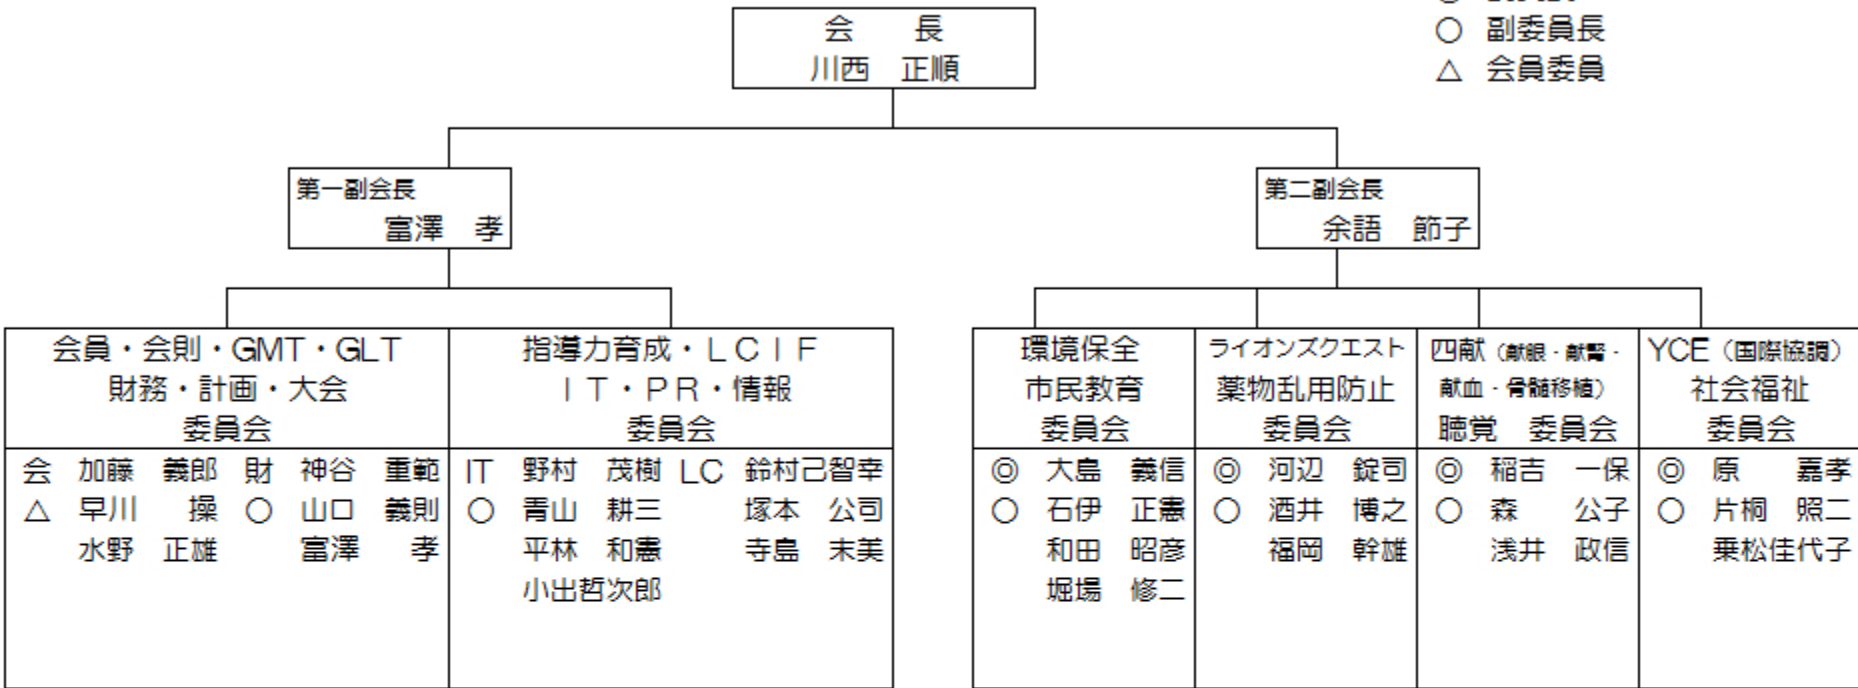 会　　長
川西　正順
○　副委員長
△　会員委員
第一副会長
富澤　孝
第二副会長
余語　節子
会員・会則・GMT・GLT
財務・計画・大会
委員会
指導力育成・ＬＣＩＦ
ＩＴ・ＰＲ・情報
委員会
環境保全
市民教育
委員会
ライオンズクエスト
薬物乱用防止
委員会
四献（献眼・献腎・
献血・骨髄移植）
聴覚　委員会
YCE（国際協調）
社会福祉
委員会
会　加藤　義郎　財　神谷　重範
△　早川　　操　○　山口　義則
水野　正雄　　富澤　　孝
IT　野村　茂樹　LC　鈴村己智幸
○　青山　耕三　　塚本　公司
平林　和憲　　寺島　末美
小出哲次郎
◎　大島　義信
○　石伊　正憲
和田　昭彦
堀場　修二
◎　河辺　錠司
○　酒井　博之
福岡　幹雄
◎　稲吉　一保
○　森　　公子
浅井　政信
◎　原　　嘉孝
○　片桐　照二
乗松佳代子